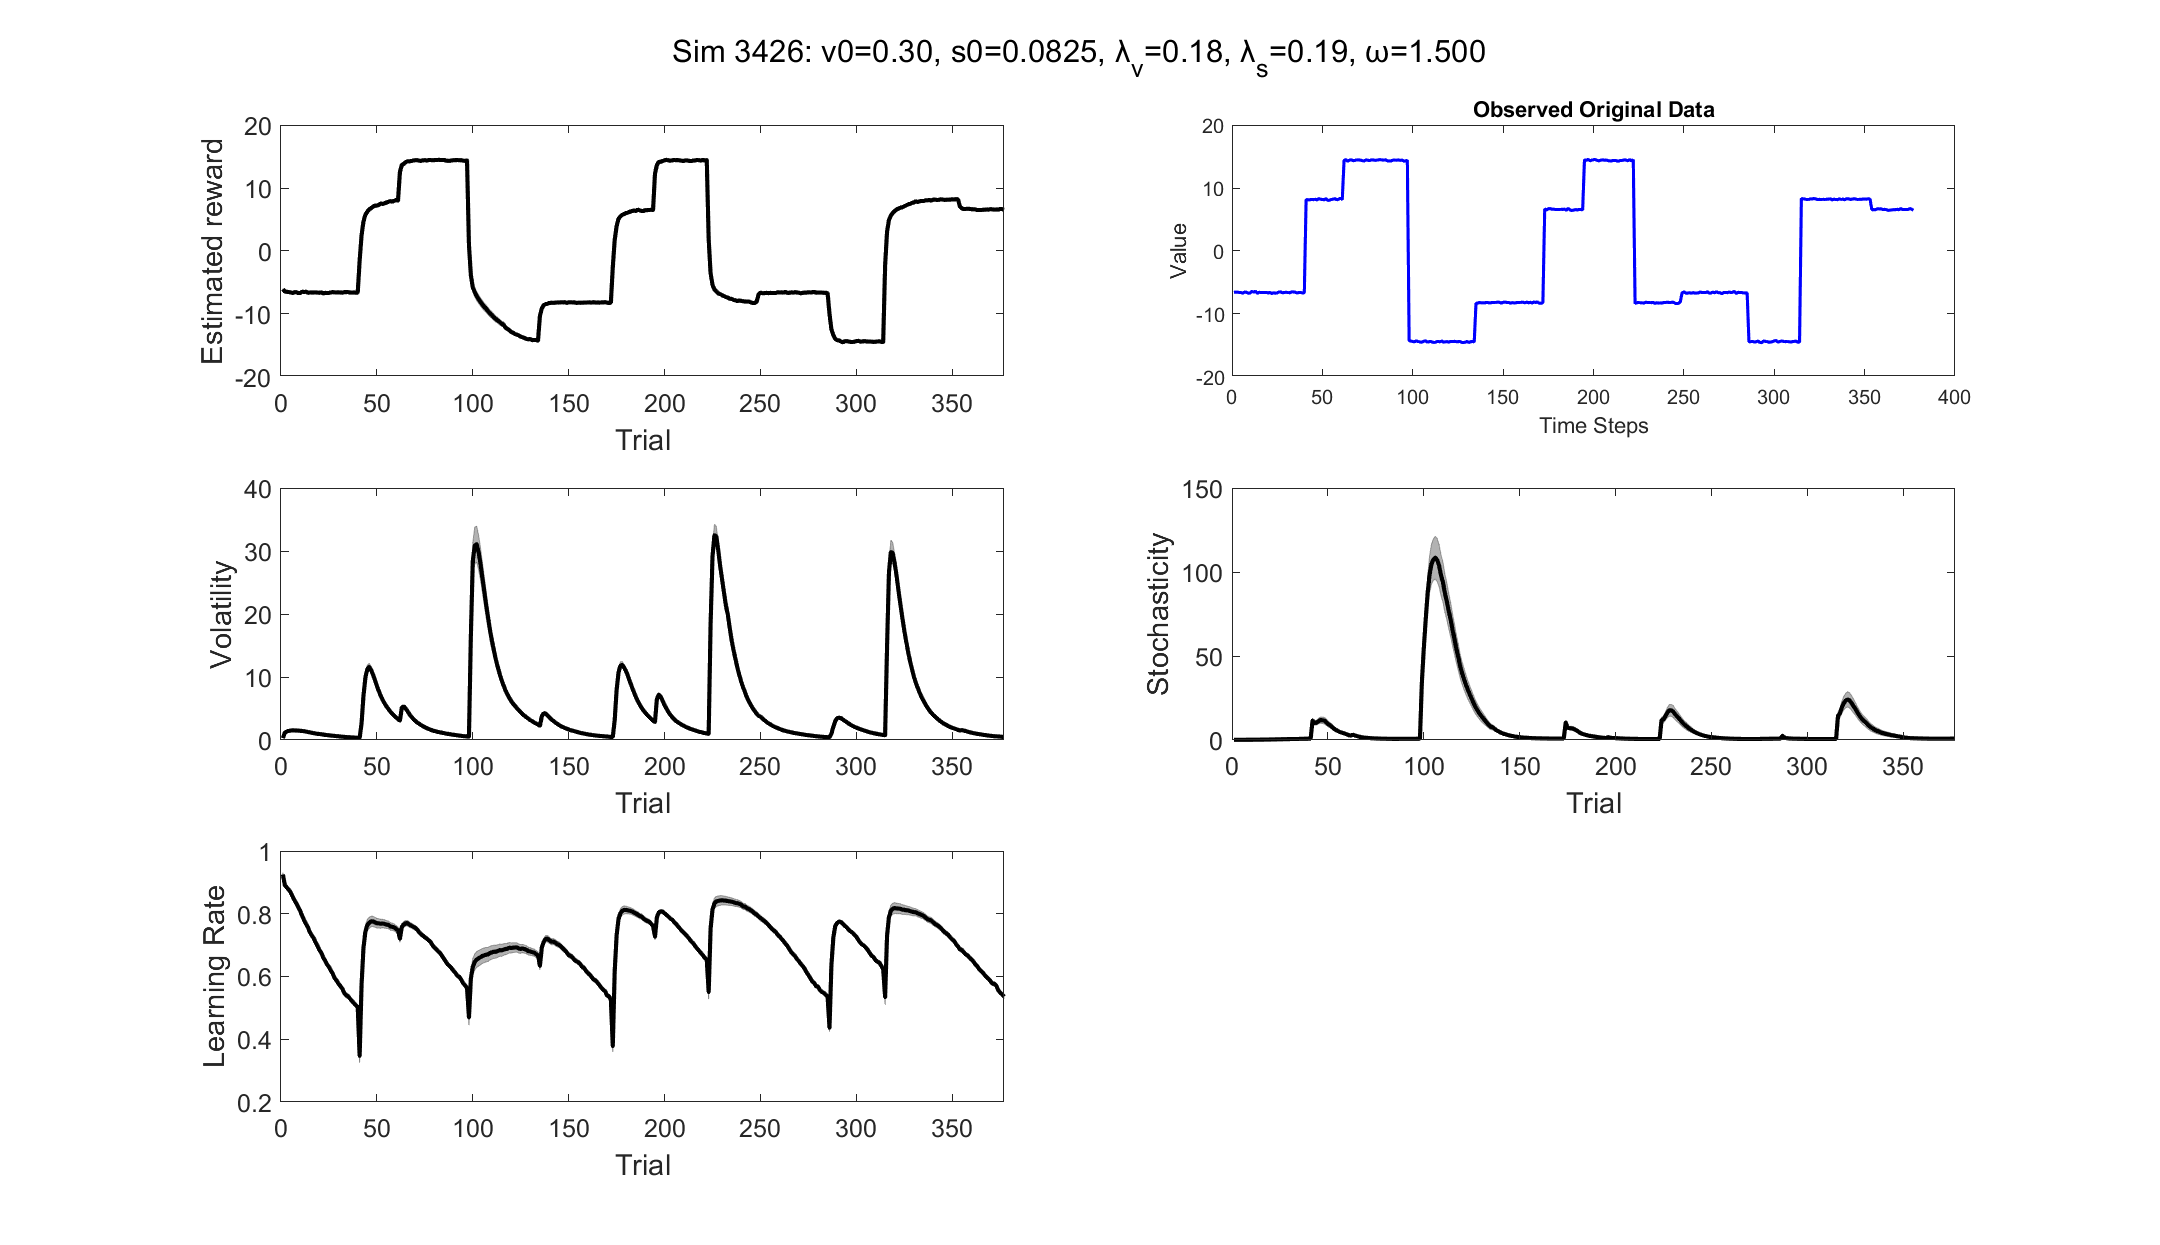 Sim 3426: v0=0.30, s0=0.0825, λv=0.18, λs=0.19, ω=1.500
Estimated reward
20
10
0
-10
-20
0 50 100 150 200 250 300 350
Trial
Observed Original Data
Value
20
10
0
-10
-20
0 50 100 150 200 250 300 350 400
Time Steps
Volatility
40
30
20
10
0
0 50 100 150 200 250 300 350
Trial
Stochasticity
150
100
50
0
0 50 100 150 200 250 300 350
Trial
Learning Rate
1
0.8
0.6
0.4
0.2
0 50 100 150 200 250 300 350
Trial